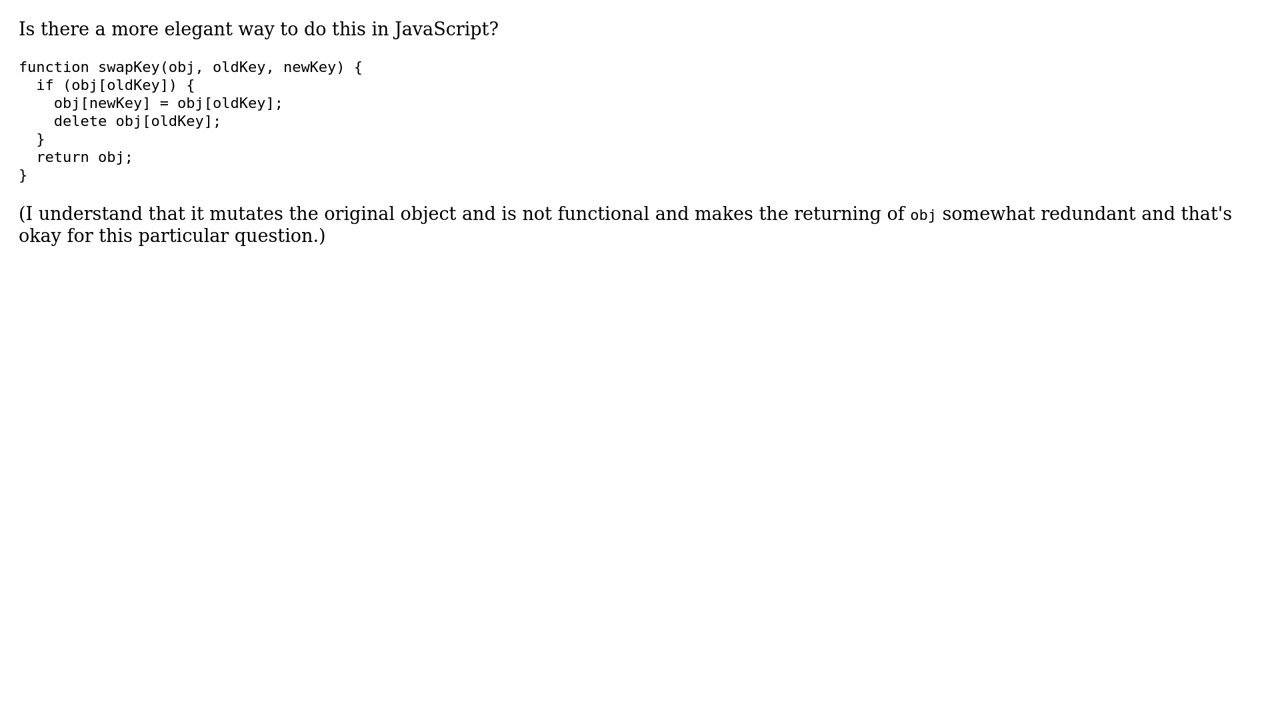 Is there a more elegant way to do this in JavaScript?
function swapKey(obj, oldKey, newKey) {
  if (obj[oldKey]) {
    obj[newKey] = obj[oldKey];
    delete obj[oldKey];
  }
  return obj;
}
(I understand that it mutates the original object and is not functional and makes the returning of obj somewhat redundant and that's
okay for this particular question.)